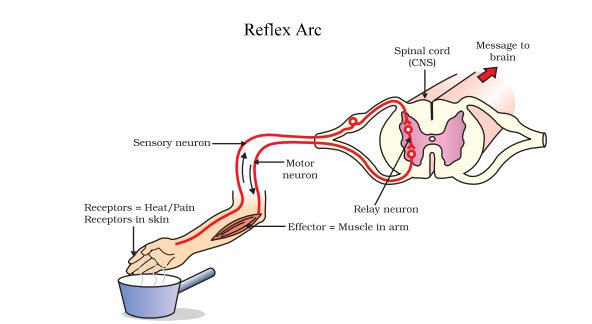 Reflex Arc
Spinal cord
(CNS)
Message to
brain
Sensory neuron
Motor
neuron
Relay neuron
Receptors = Heat/Pain
Receptors in skin
Effector = Muscle in arm